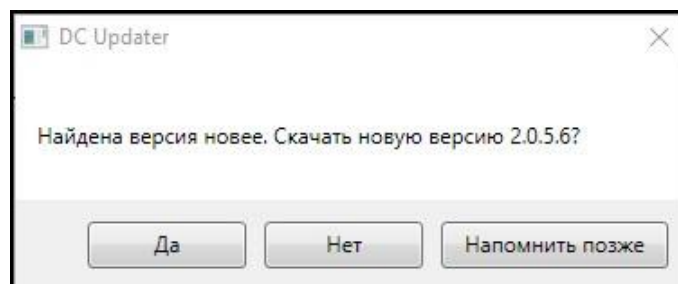 DC Updater
Найдена версия новее. Скачать новую версию 2.0.5.6?
Да Нет Напомнить позже